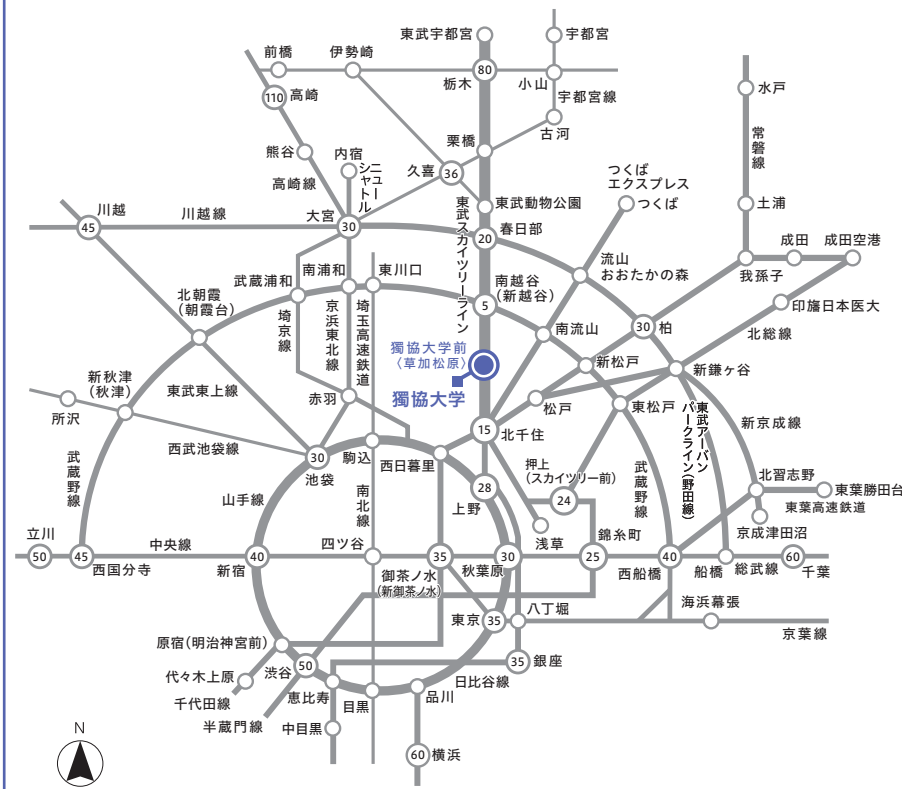 東武宇都宮
宇都宮
前橋
伊勢崎
80
栃木
小山
110
高崎
宇都宮線
水戸
古河
栗橋
常磐線
熊谷
内宿
ニューシャトル
久喜
36
高崎線
つくば
エクスプレス
つくば
土浦
東武動物公園
川越
45
川越線
大宮
30
東武スカイツリーライン
20
春日部
流山
おおたかの森
成田
成田空港
我孫子
武蔵浦和
南浦和
東川口
南越谷
(新越谷)
5
北朝霞
(朝霞台)
印旛日本医大
30
柏
北総線
南流山
埼京線
京浜東北線
埼玉高速鉄道
獨協大学前
〈草加松原〉
獨協大学
新松戸
新鎌ヶ谷
新秋津
(秋津)
東武東上線
赤羽
松戸
東松戸
所沢
15
北千住
東武アーバン
パークライン(野田線)
新京成線
西武池袋線
30
池袋
駒込
西日暮里
押上
(スカイツリー前)
24
武蔵野線
武蔵野線
北習志野
東葉勝田台
東葉高速鉄道
山手線
南北線
28
上野
浅草
錦糸町
京成津田沼
立川
50
45
西国分寺
中央線
新宿
40
四ツ谷
35
御茶ノ水
(新御茶ノ水)
30
秋葉原
25
西船橋
40
船橋
総武線
60
千葉
東京
35
八丁堀
海浜幕張
京葉線
原宿(明治神宮前)
代々木上原
渋谷
50
35
銀座
日比谷線
千代田線
恵比寿
目黒
品川
半蔵門線
中目黒
60
横浜
N